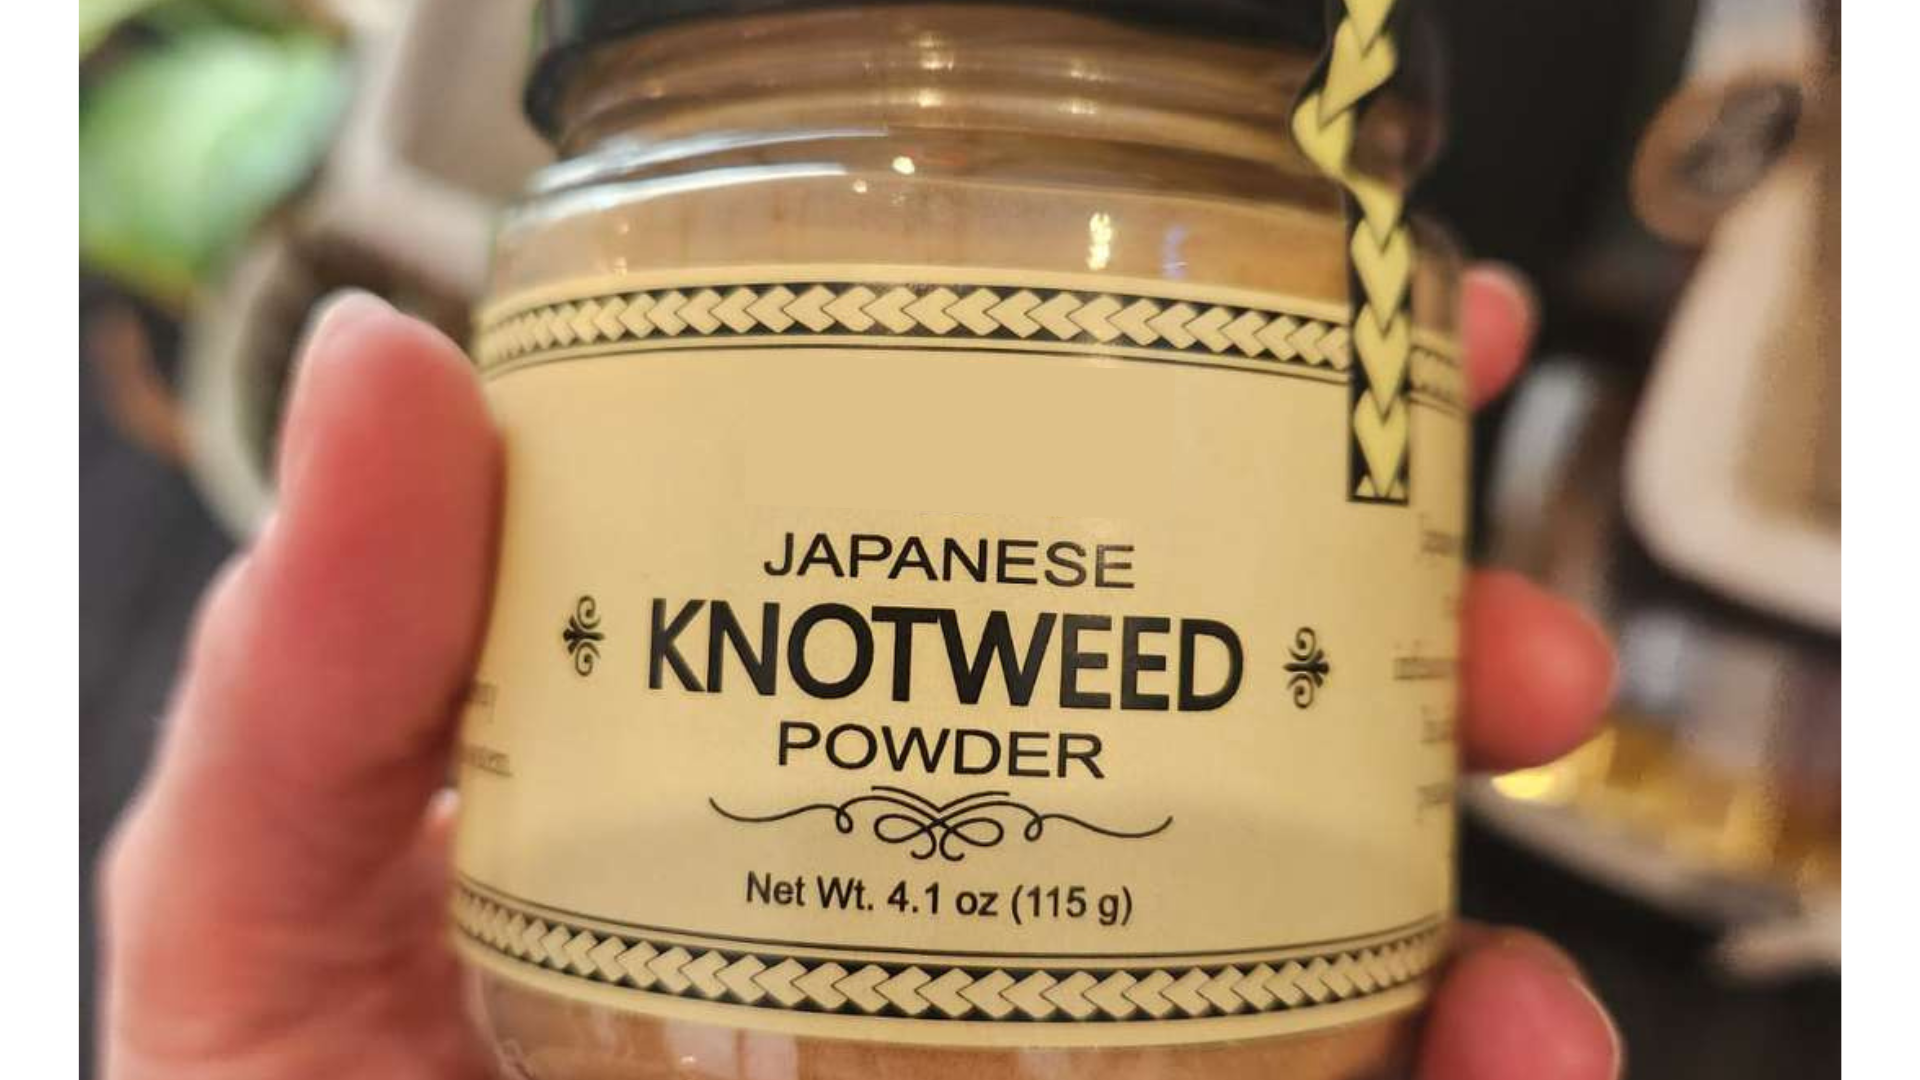 JAPANESE
KNOTWEED
POWDER
Net Wt. 4.1 oz (115 g)